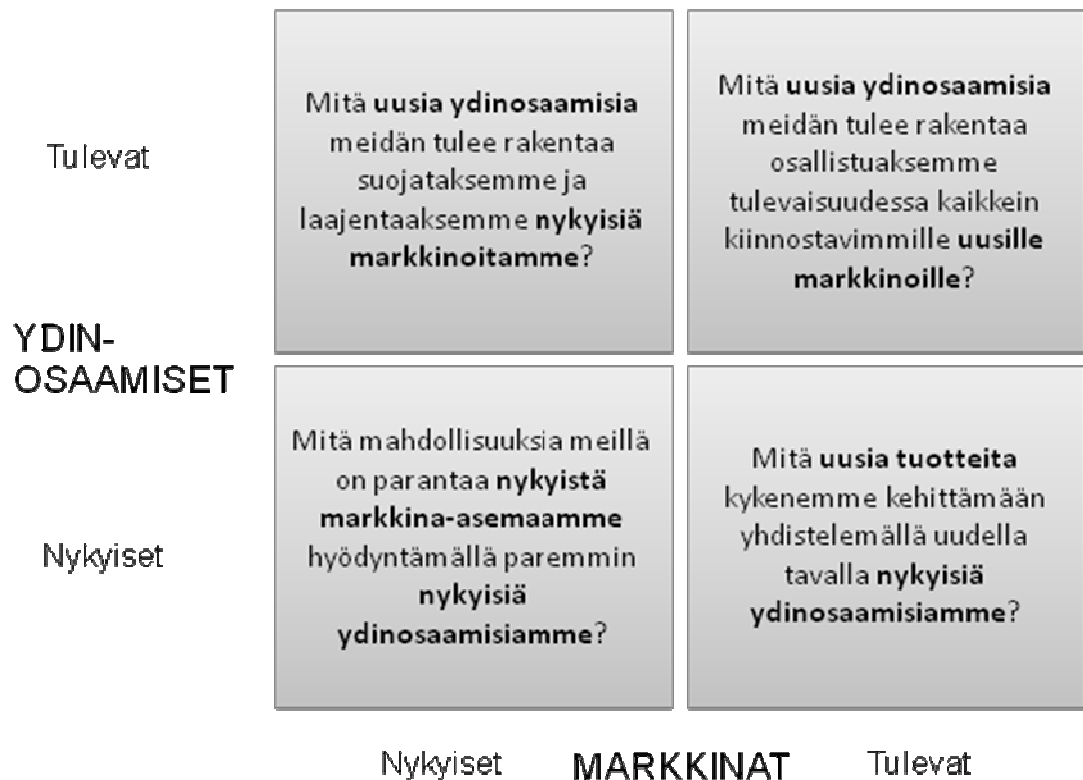 Tulevat
Mitä uusia ydinosaamisia
meidän tulee rakentaa
suojataksemme ja
laajentaaksemme nykyisiä
markkinoitamme?
Mitä uusia ydinosaamisia
meidän tulee rakentaa
osallistuaksemme
tulevaisuudessa kaikkein
kiinnostavimmille uusille
markkinoille?
YDIN-
OSAAMISET
Nykyiset
Mitä mahdollisuuksia meillä
on parantaa nykyistä
markkina-asemaamme
hyödyntämällä paremmin
nykyisiä
ydinosaamisiamme?
Mitä uusia tuotteita
kykenemme kehittämään
yhdistelemällä uudella
tavalla nykyisiä
ydinosaamisiamme?
Nykyiset MARKKINAT Tulevat